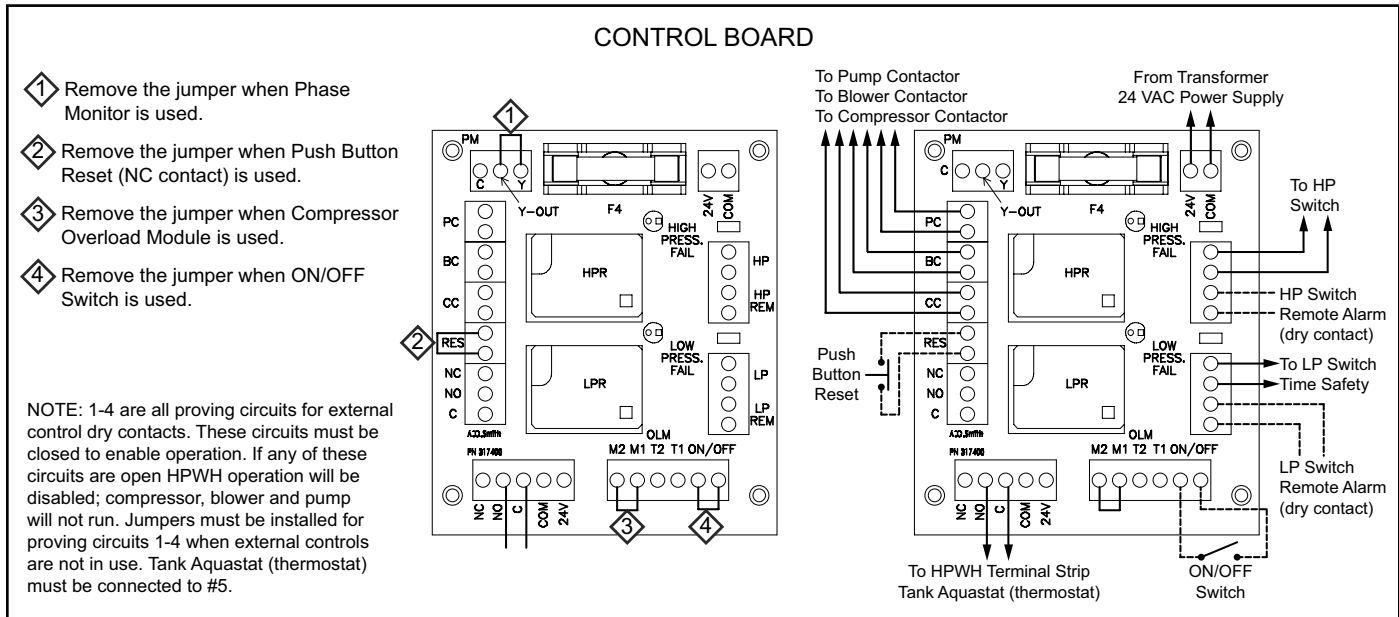 CONTROL BOARD
1 Remove the jumper when Phase
Monitor is used.
2 Remove the jumper when Push Button
Reset (NC contact) is used.
3 Remove the jumper when Compressor
Overload Module is used.
4 Remove the jumper when ON/OFF
Switch is used.
NOTE: 1-4 are all proving circuits for external
control dry contacts. These circuits must be
closed to enable operation. If any of these
circuits are open HPWH operation will be
disabled; compressor, blower and pump
will not run. Jumpers must be installed for
proving circuits 1-4 when external controls
are not in use. Tank Aquastat (thermostat)
must be connected to #5.
1
PM
C
Y
Y-OUT
F4
24V
COM
PC
BC
CC
2
RES
NC
NO
C
HIGH
PRESS.
FAIL
HPR
HP
HP
REM
LOW
PRESS.
FAIL
LPR
LP
LP
REM
PN 317400
OLM
M2 M1 T2 T1 ON/OFF
NC
NO
C
COM
24V
3
4
To Pump Contactor
To Blower Contactor
To Compressor Contactor
From Transformer
24 VAC Power Supply
PM
C
Y
Y-OUT
F4
24V
COM
To HP
Switch
PC
BC
CC
RES
NC
NO
C
HIGH
PRESS.
FAIL
HPR
HP Switch
Remote Alarm
(dry contact)
LOW
PRESS.
FAIL
LPR
To LP Switch
Time Safety
Push
Button
Reset
PN 317400
OLM
M2 M1 T2 T1 ON/OFF
LP Switch
Remote Alarm
(dry contact)
NC
NO
C
COM
24V
To HPWH Terminal Strip
Tank Aquastat (thermostat)
ON/OFF
Switch